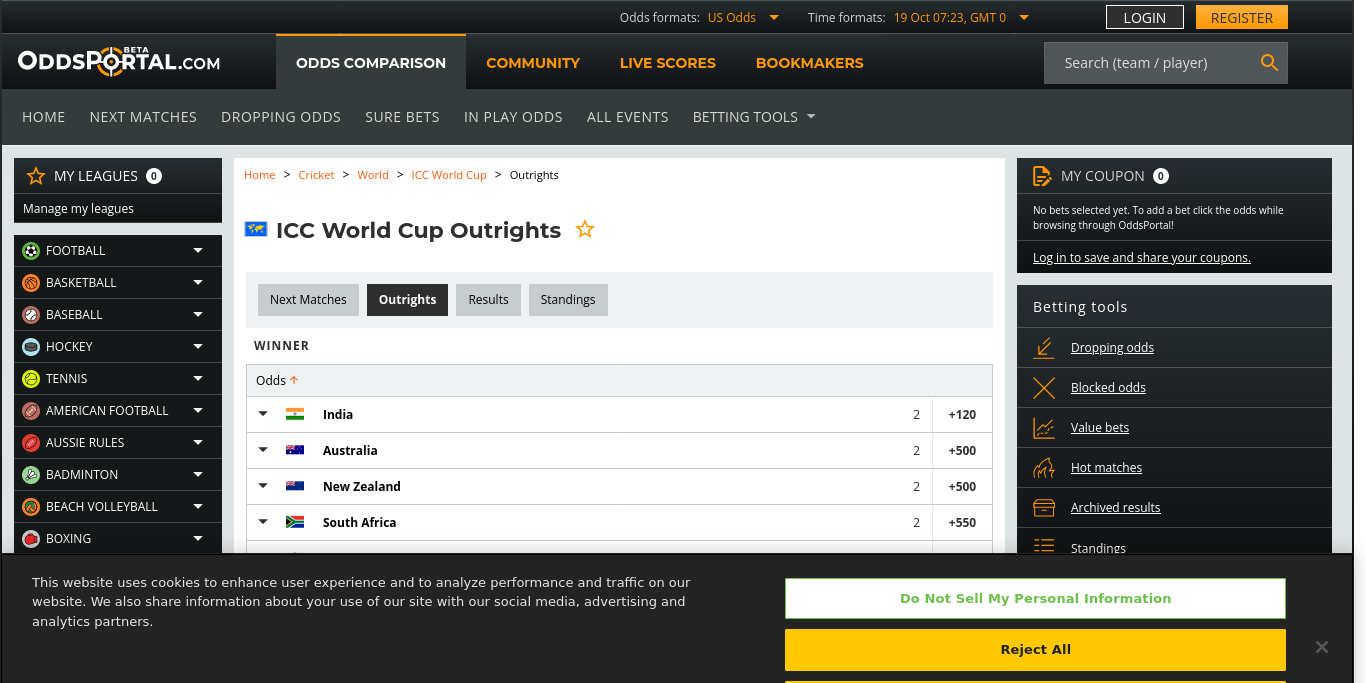 Odds formats: US Odds
Time formats: 19 Oct 07:23, GMT 0
LOGIN
REGISTER
ODDSPORTAL.COM
BETA
ODDS COMPARISON
COMMUNITY
LIVE SCORES
BOOKMAKERS
Search (team / player)
HOME
NEXT MATCHES
DROPPING ODDS
SURE BETS
IN PLAY ODDS
ALL EVENTS
BETTING TOOLS
MY LEAGUES 0
Manage my leagues
FOOTBALL
BASKETBALL
BASEBALL
HOCKEY
TENNIS
AMERICAN FOOTBALL
AUSSIE RULES
BADMINTON
BEACH VOLLEYBALL
BOXING
Home > Cricket > World > ICC World Cup > Outrights
ICC World Cup Outrights
Next Matches
Outrights
Results
Standings
WINNER
Odds
India 2 +120
Australia 2 +500
New Zealand 2 +500
South Africa 2 +550
MY COUPON 0
No bets selected yet. To add a bet click the odds while
browsing through OddsPortal!
Log in to save and share your coupons.
Betting tools
Dropping odds
Blocked odds
Value bets
Hot matches
Archived results
Standings
This website uses cookies to enhance user experience and to analyze performance and traffic on our
website. We also share information about your use of our site with our social media, advertising and
analytics partners.
Do Not Sell My Personal Information
Reject All